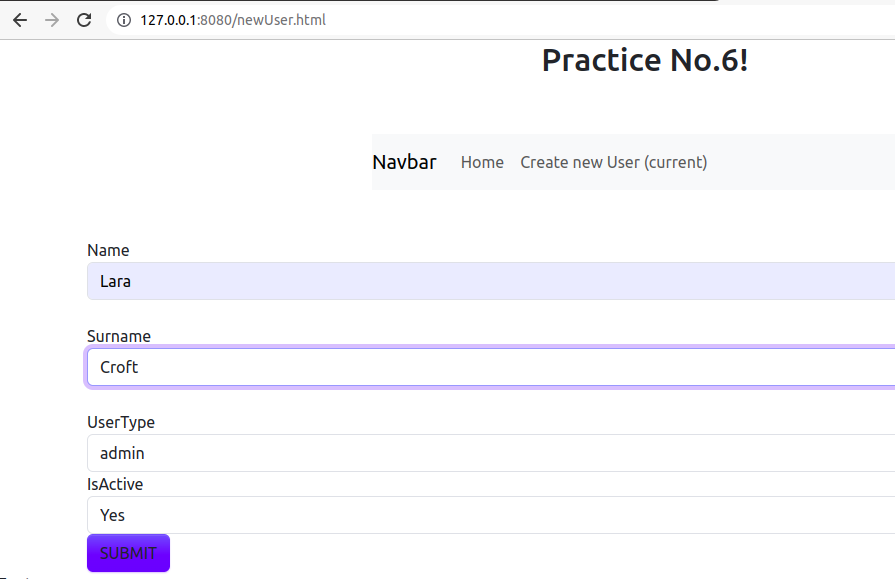 127.0.0.1:8080/newUser.html
Practice No.6!
Navbar Home Create new User (current)
Name
Lara
Surname
Croft
UserType
admin
IsActive
Yes
SUBMIT